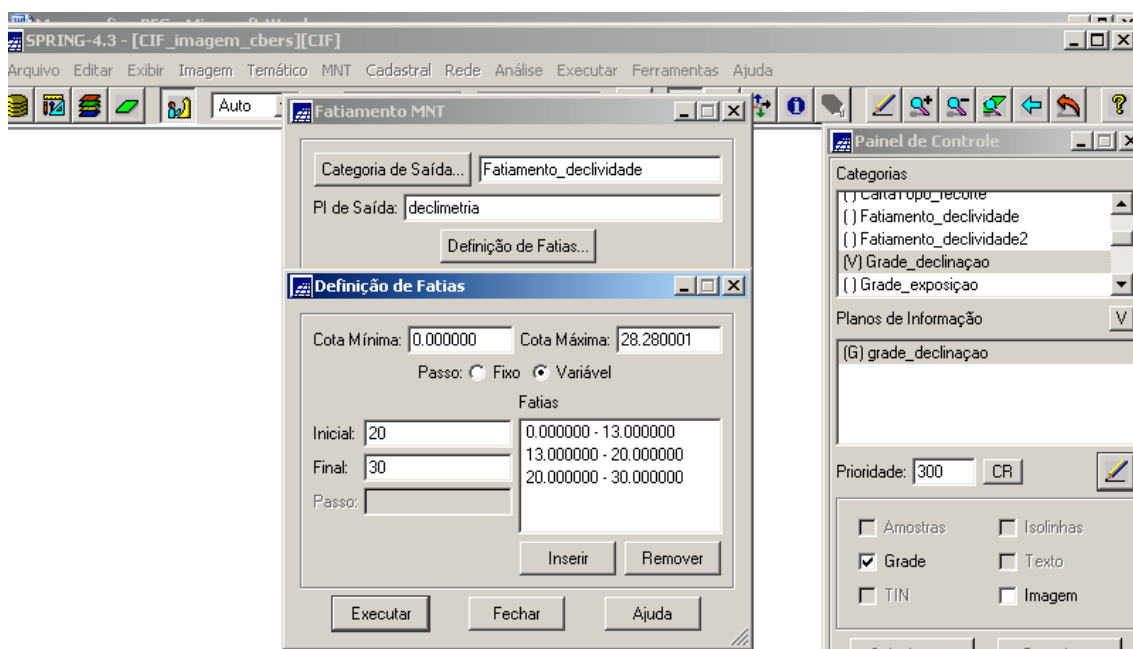 SPRING-4.3 - [CIF_imagem_cbers][CIF]
Arquivo Editar Exibir Imagem Temático MNT Cadastral Rede Análise Executar Ferramentas Ajuda
Auto
Fatiamento MNT
Categoria de Saída... Fatiamento_declividade
PI de Saída: declimetria
Definição de Fatias...
Definição de Fatias
Cota Mínima: 0.000000 Cota Máxima: 28.280001
Passo: Fixo Variável
Fatias
Inicial: 20
Final: 30
Passo:
0.000000 - 13.000000
13.000000 - 20.000000
20.000000 - 30.000000
Inserir Remover
Executar Fechar Ajuda
Painel de Controle
Categorias
( ) CartaTopo_recorte
( ) Fatiamento_declividade
( ) Fatiamento_declividade2
(V) Grade_declinaçao
( ) Grade_exposiçao
Planos de Informação V
(G) grade_declinaçao
Prioridade: 300 CR
Amostras Isolinhas
Grade Texto
TIN Imagem